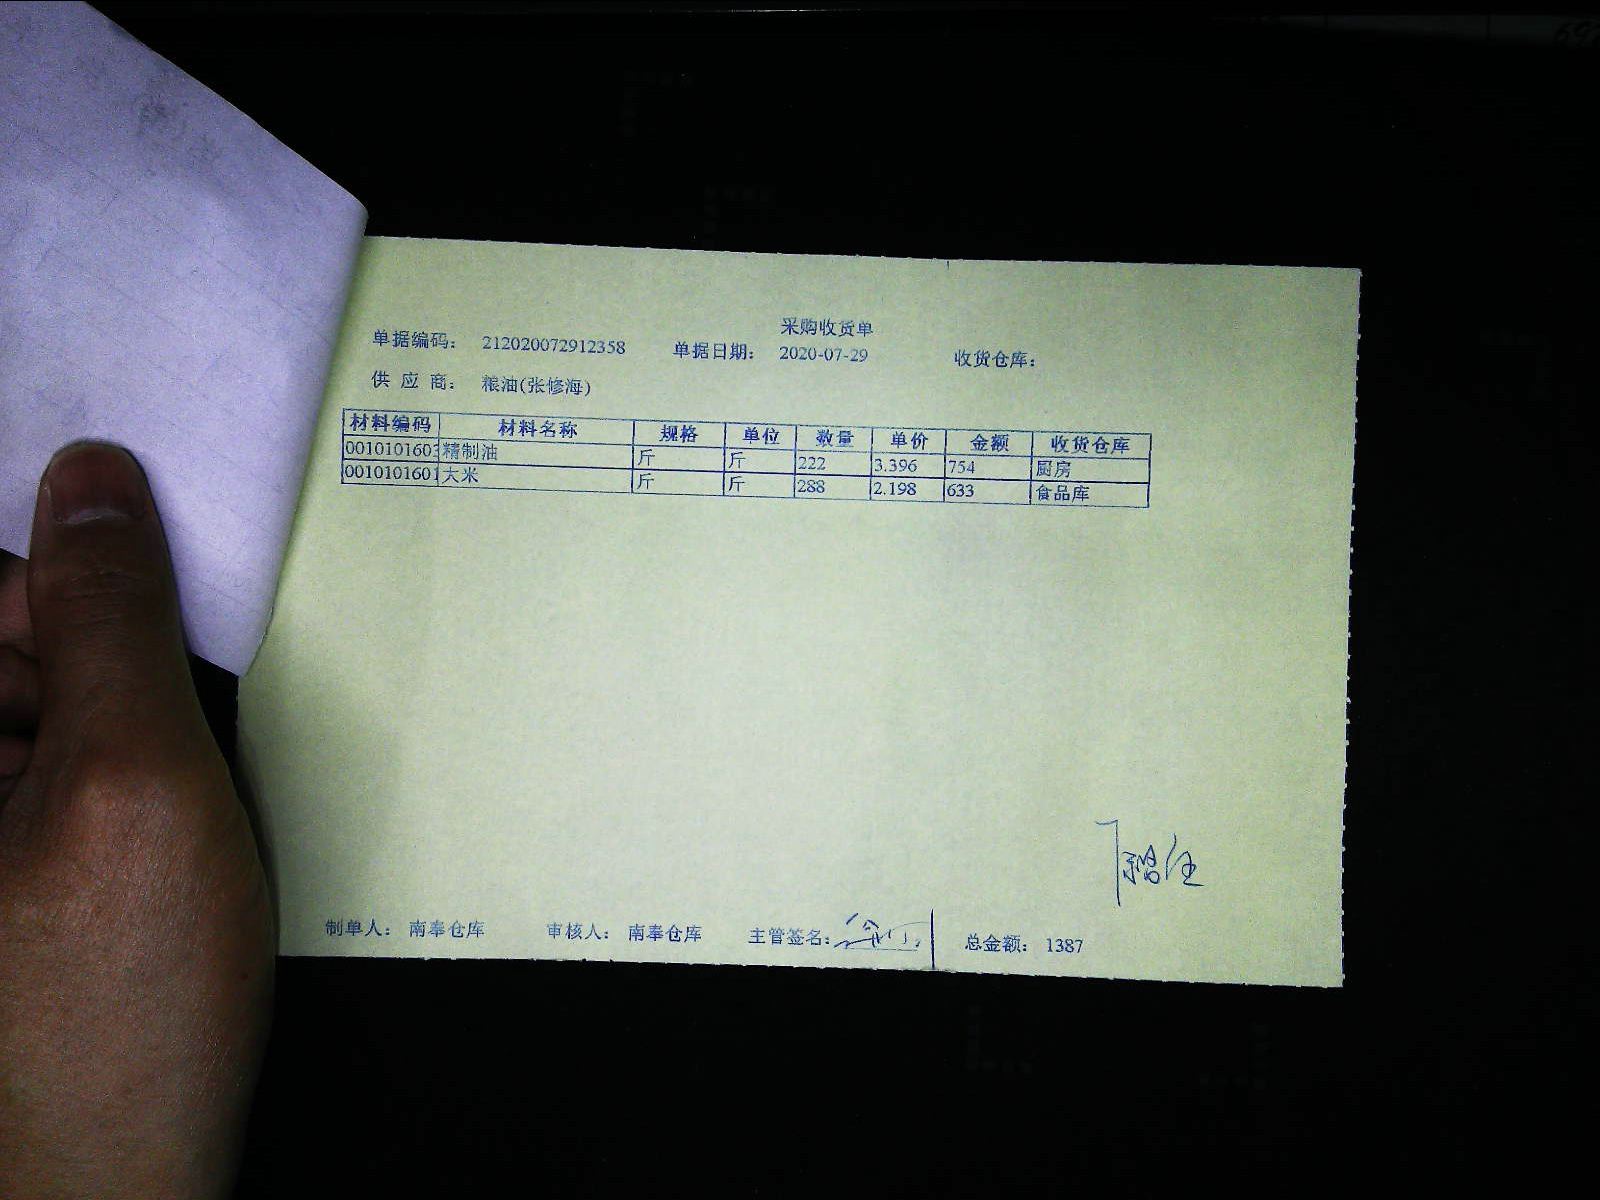 采购收货单
单据编码: 212020072912358 单据日期: 2020-07-29 收货仓库:
供 应 商: 粮油(张修海)
材料编码 材料名称 规格 单位 数量 单价 金额 收货仓库
0010101603 精制油 斤 斤 222 3.396 754 厨房
0010101601 大米 斤 斤 288 2.198 633 食品库
制单人: 南奉仓库 审核人: 南奉仓库 主管签名: 总金额: 1387